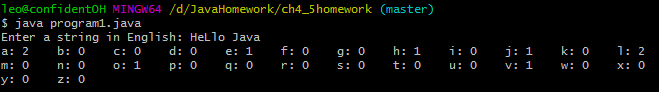 leo@confidentOH MINGW64 /d/JavaHomework/ch4_5homework (master)
$ java program1.java
Enter a string in English: HeLlo Java
a: 2 b: 0 c: 0 d: 0 e: 1 f: 0 g: 0 h: 1 i: 0 j: 1 k: 0 l: 2
m: 0 n: 0 o: 1 p: 0 q: 0 r: 0 s: 0 t: 0 u: 0 v: 1 w: 0 x: 0
y: 0 z: 0